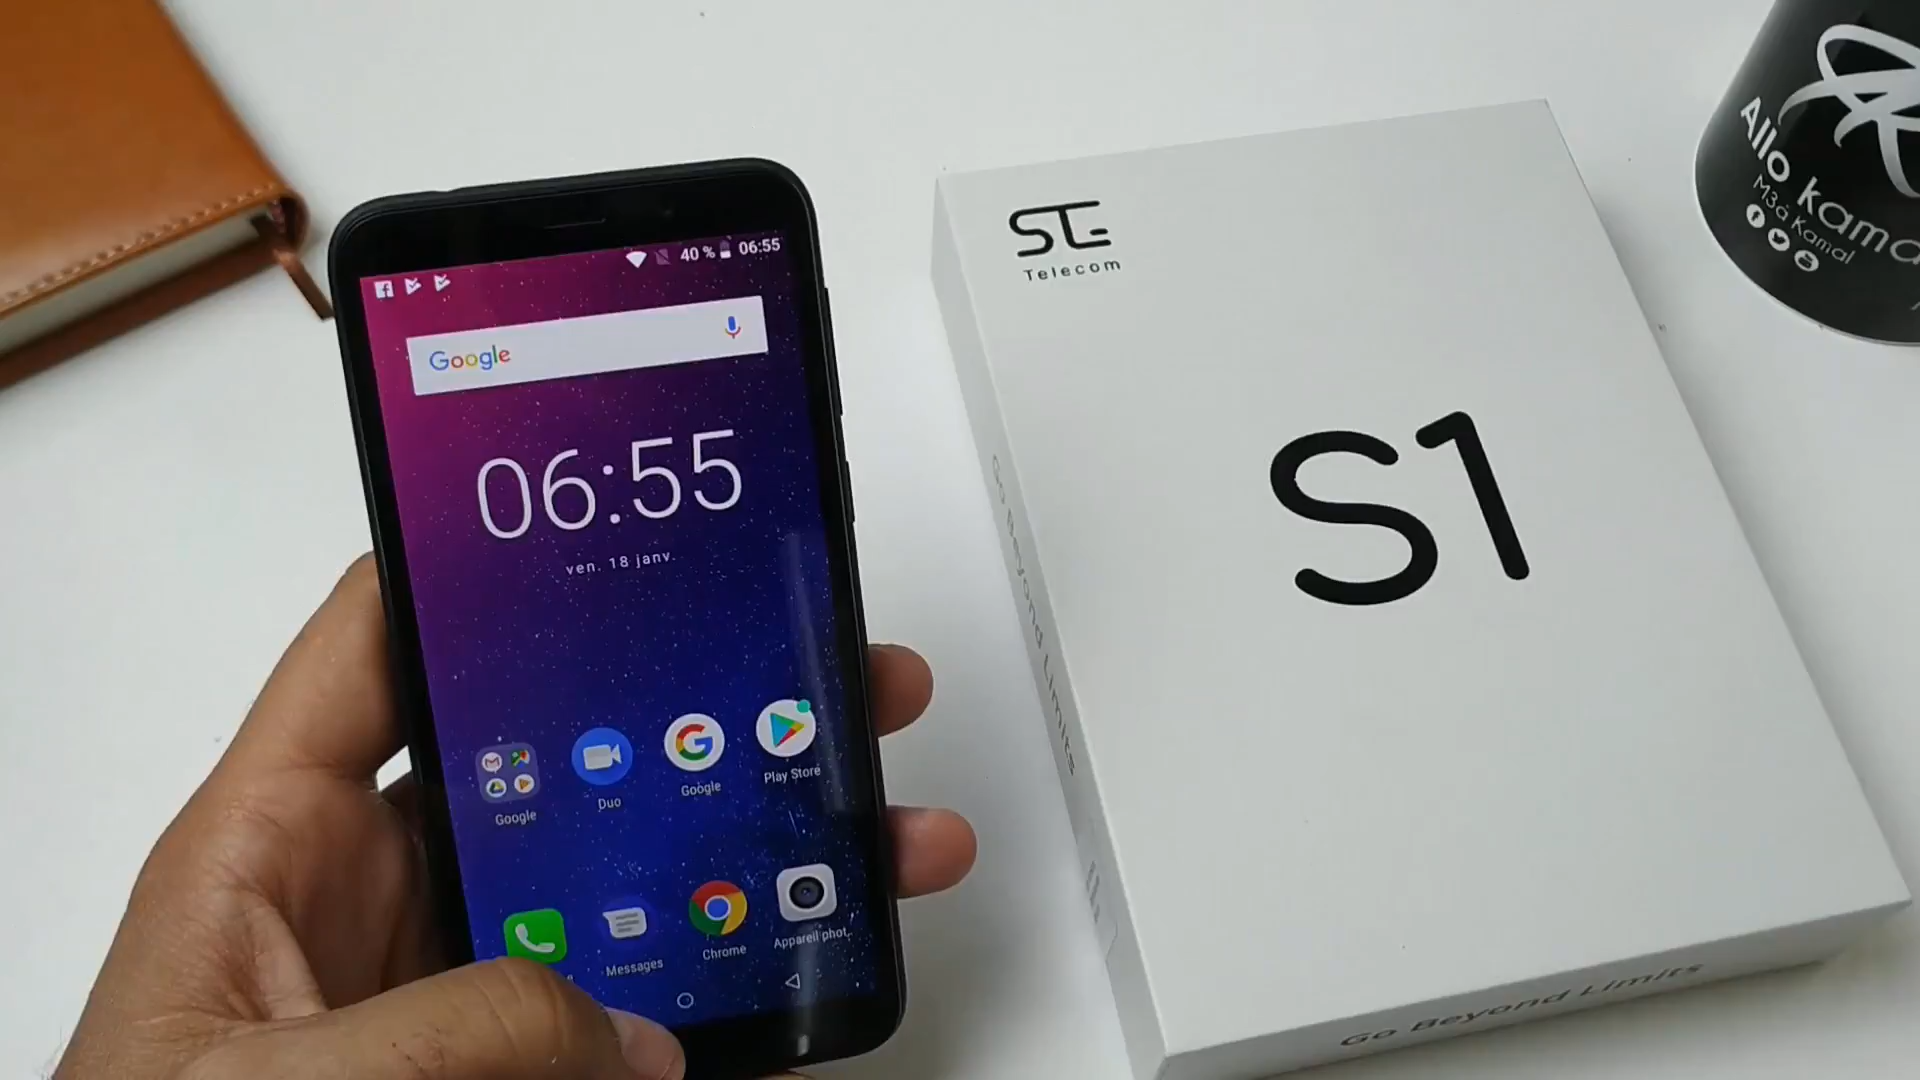 40 % 06:55
Google
06:55
ven. 18 janv.
Google
Duo
Google
Play Store
Messages
Chrome
Appareil phot..
STE
Telecom
S1
Go Beyond Limits
Go Beyond Limits
Allo kama
M3a Kamal